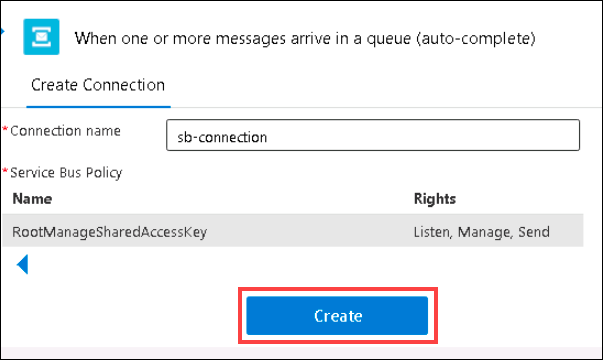 When one or more messages arrive in a queue (auto-complete)
Create Connection
*Connection name
sb-connection
*Service Bus Policy
Name Rights
RootManageSharedAccessKey Listen, Manage, Send
Create